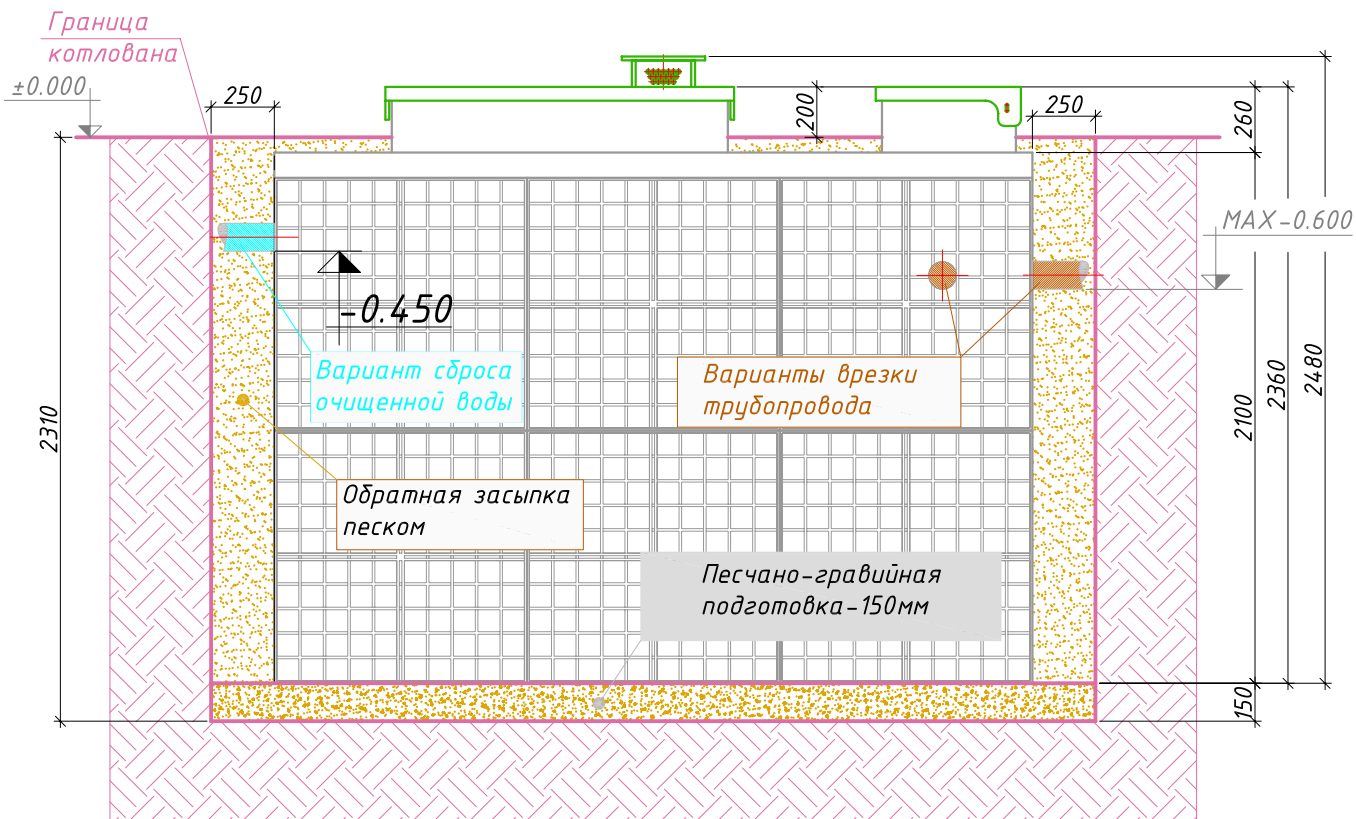 Граница
котлована
±0.000
250
200
250
260
MAX-0.600
-0.450
Вариант сброса
очищенной воды
Варианты врезки
трубопровода
2310
2100
2360
2480
Обратная засыпка
песком
Песчано-гравийная
подготовка-150мм
150